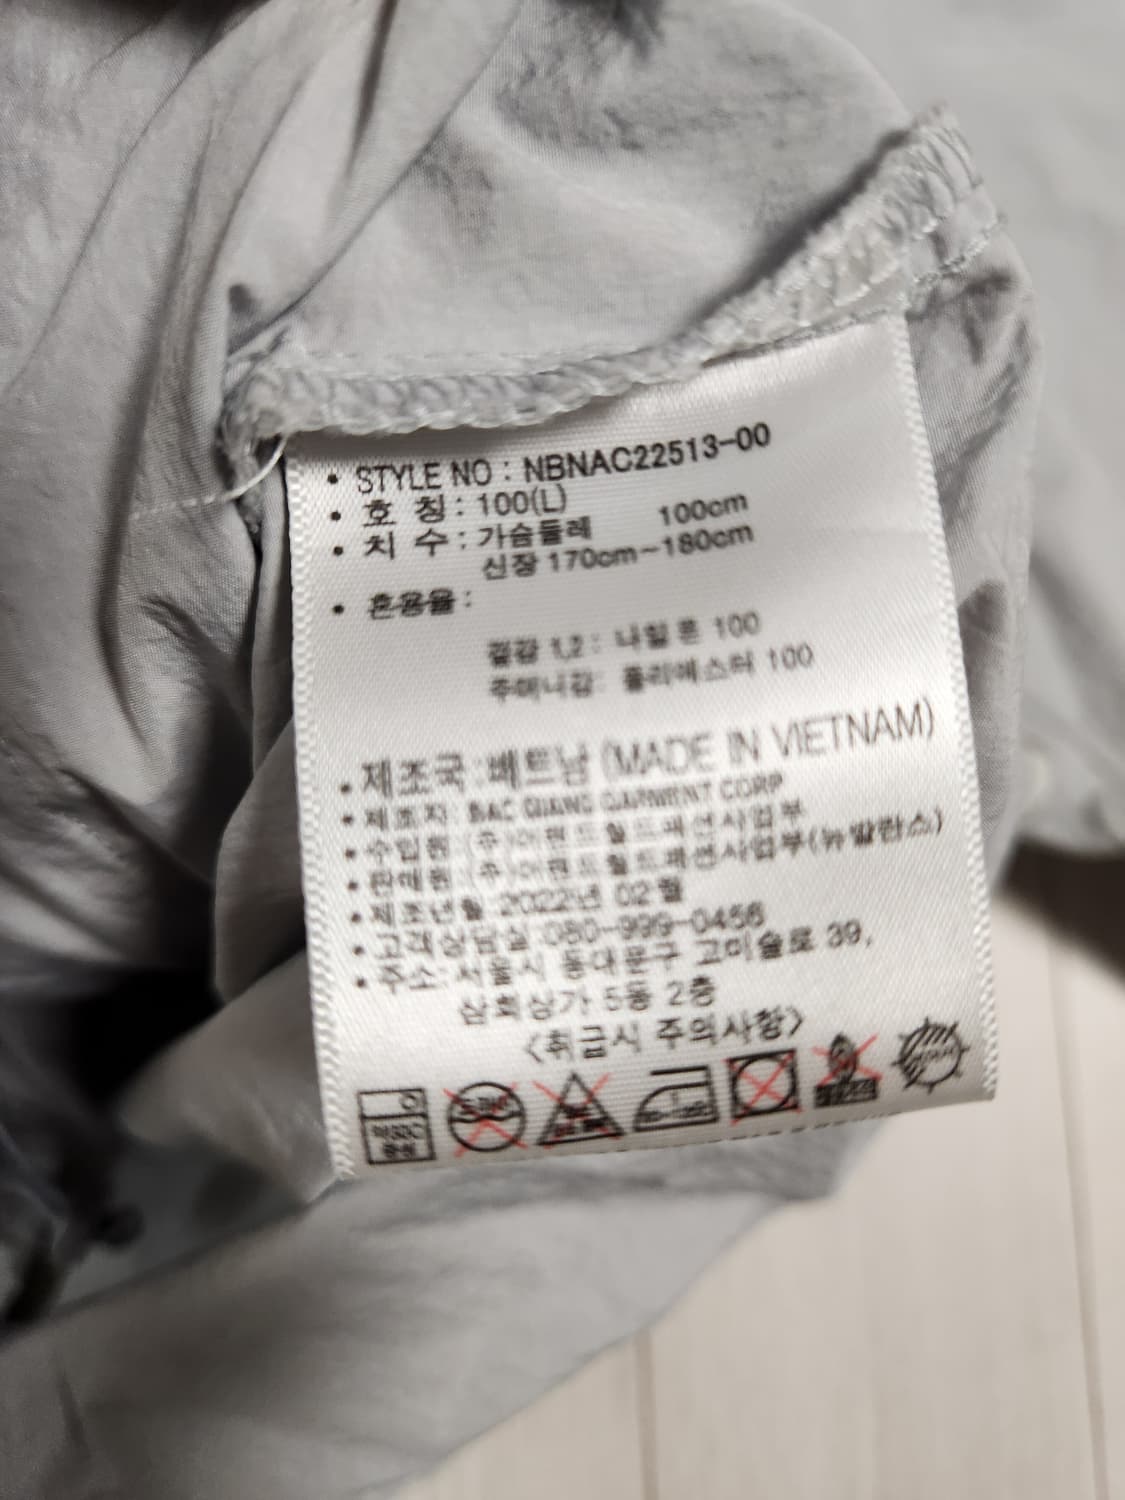 • STYLE NO : NBNAC22513-00
• 호 칭 : 100(L)
• 치 수 : 가슴둘레 100cm
신장 170cm~180cm
• 혼용율 :
겉감 1,2 : 나일론 100
주머니감 : 폴리에스터 100
• 제조국 : 베트남 (MADE IN VIETNAM)
• 제조자 : BAC GIANG GARMENT CORP
• 수입원 : (주)이랜드월드패션사업부
• 판매원 : (주)이랜드월드패션사업부(뉴발란스)
• 제조년월 : 2022년 02월
• 고객상담실 : 080-999-0456
• 주소 : 서울시 동대문구 고미술로 39,
삼희상가 5동 2층
<취급시 주의사항>